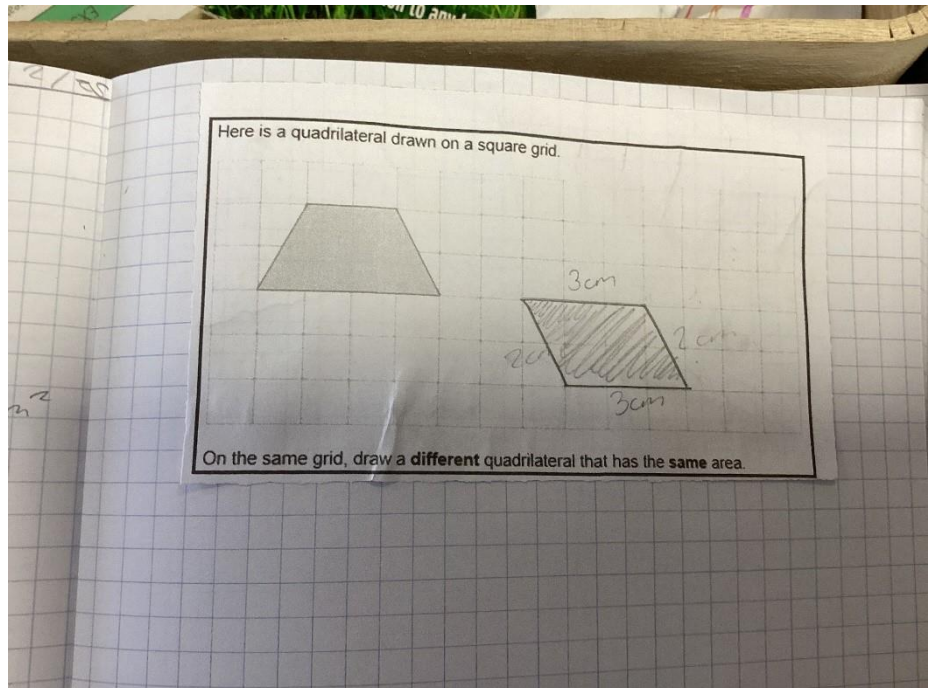 Here is a quadrilateral drawn on a square grid.
3cm
2cm
2cm
3cm
On the same grid, draw a different quadrilateral that has the same area.